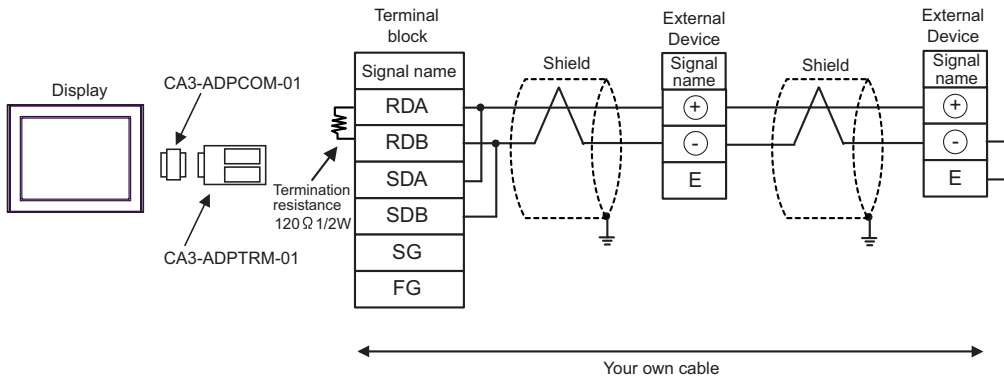 Display
CA3-ADPCOM-01
CA3-ADPTRM-01
Termination
resistance
120 Ω 1/2W
Terminal
block
Signal name
RDA
RDB
SDA
SDB
SG
FG
Shield
External
Device
Signal
name
+
-
E
Shield
External
Device
Signal
name
+
-
E
Your own cable